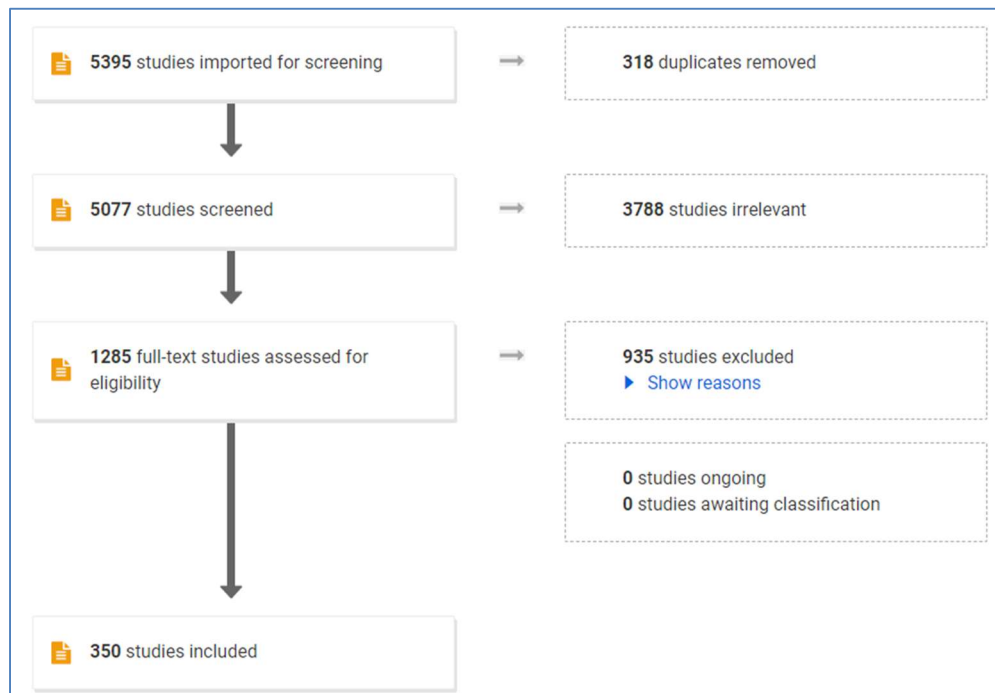 5395 studies imported for screening
318 duplicates removed
5077 studies screened
3788 studies irrelevant
1285 full-text studies assessed for
eligibility
935 studies excluded
Show reasons
0 studies ongoing
0 studies awaiting classification
350 studies included